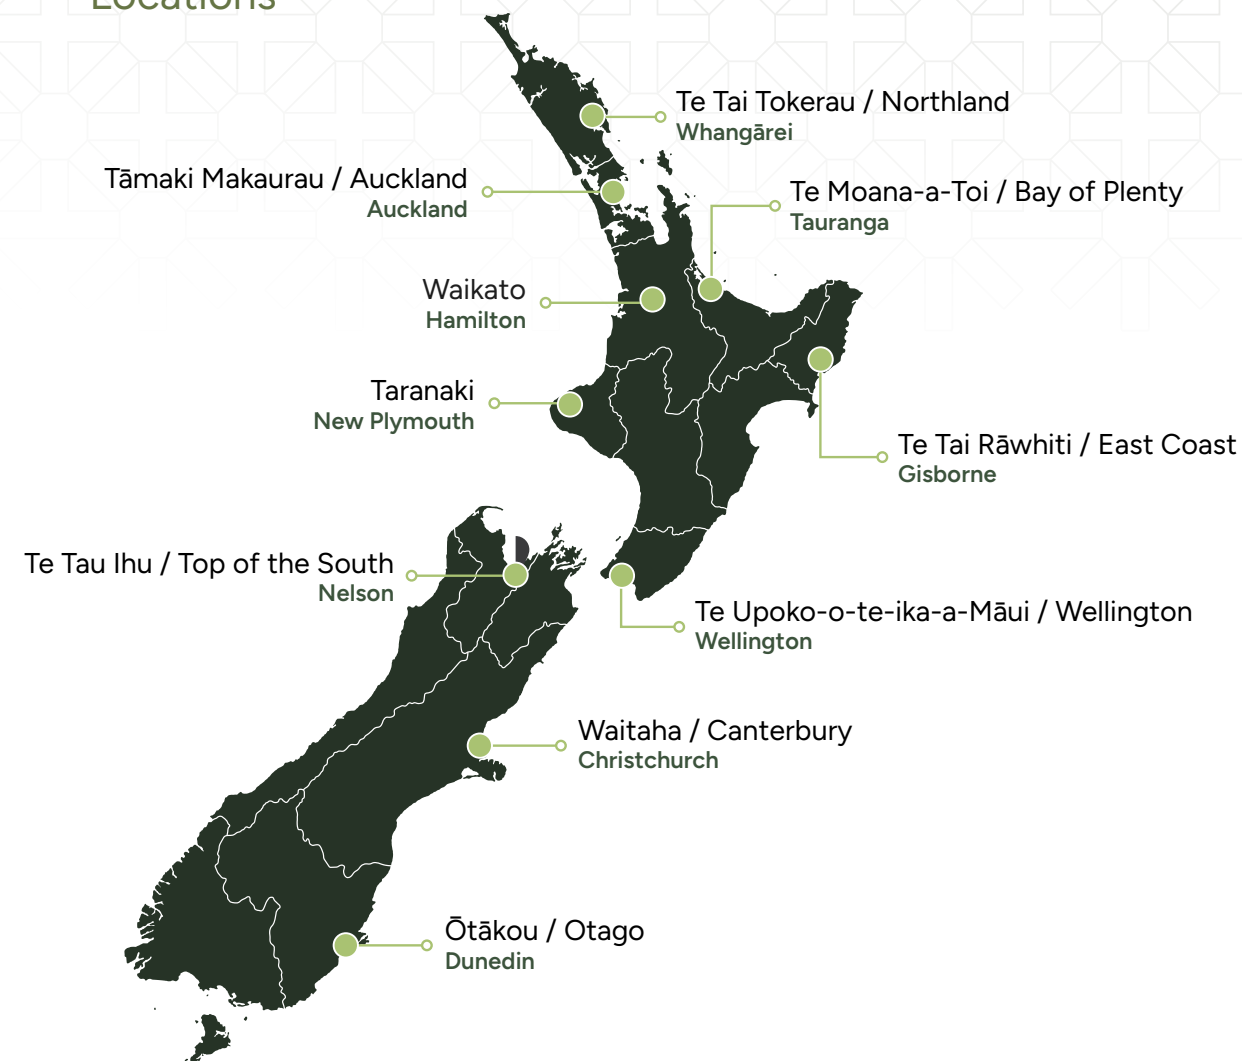 Locations
Te Tai Tokerau / Northland
Whangārei
Tāmaki Makaurau / Auckland
Auckland
Te Moana-a-Toi / Bay of Plenty
Tauranga
Waikato
Hamilton
Taranaki
New Plymouth
Te Tai Rāwhiti / East Coast
Gisborne
Te Tau Ihu / Top of the South
Nelson
Te Upoko-o-te-ika-a-Māui / Wellington
Wellington
Waitaha / Canterbury
Christchurch
Ōtākou / Otago
Dunedin